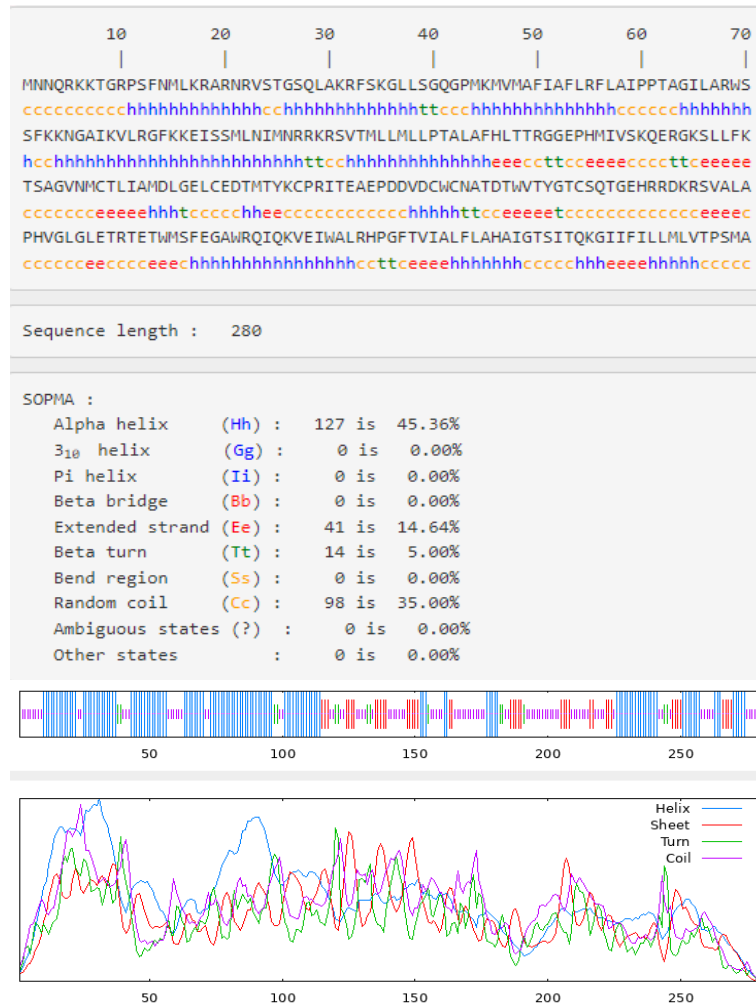 10 20 30 40 50 60 70
| | | | | | |
MNNQRKKTGRPSFNMLKRARNRVSTGSQLAKRFSKGLLSGQGPMKMVMAFIAFLRFLAIPPTAGILARWS
cccccccccchhhhhhhhhhhhhcchhhhhhhhhhhhhttccchhhhhhhhhhhhhhcccccchhhhhhh
SFKKNGAIKVLRGFKKEISSMLNIMNRRKRSVTMLLMLLPTALAFHLTTRGGEPHMIVSKQERGKSLLFK
hcchhhhhhhhhhhhhhhhhhhhhhhhttcchhhhhhhhhhhhhheeeccttcceeeeccccttceeeee
TSAGVNMCTLIAMDLGELCEDTMTYKCPRITEAEPDDVDCWCNATDTWVTYGTCSQTGEHRRDKRSVALA
ccccccceeeeehhhtccccchheecccccccccccchhhhhttcceeeeetccccccccccccceeeec
PHVGLGLETRTETWMSFEGAWRQIQKVEIWALRHPGFTVIALFLAHAIGTSITQKGIIFILLMLVTPSMA
cccccceecccceeechhhhhhhhhhhhhhhhccttceeeehhhhhhhccccchhheeeehhhhhccccc
Sequence length : 280
SOPMA :
Alpha helix (Hh) : 127 is 45.36%
3₁₀ helix (Gg) : 0 is 0.00%
Pi helix (Ii) : 0 is 0.00%
Beta bridge (Bb) : 0 is 0.00%
Extended strand (Ee) : 41 is 14.64%
Beta turn (Tt) : 14 is 5.00%
Bend region (Ss) : 0 is 0.00%
Random coil (Cc) : 98 is 35.00%
Ambiguous states (?) : 0 is 0.00%
Other states : 0 is 0.00%
50 100 150 200 250
Helix
Sheet
Turn
Coil
50 100 150 200 250